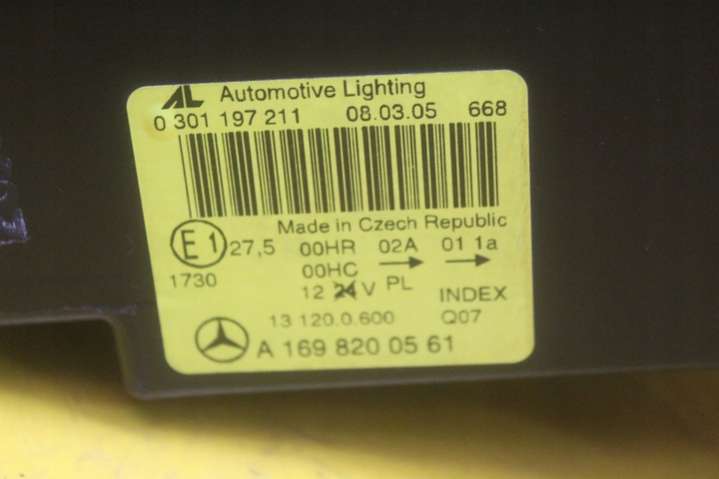 AL Automotive Lighting
0 301 197 211 08.03.05 668
Made in Czech Republic
E1 27,5 00HR 02A 01 1a
1730 00HC → →
12 24 V PL INDEX
13 120.0.600 Q07
A 169 820 05 61